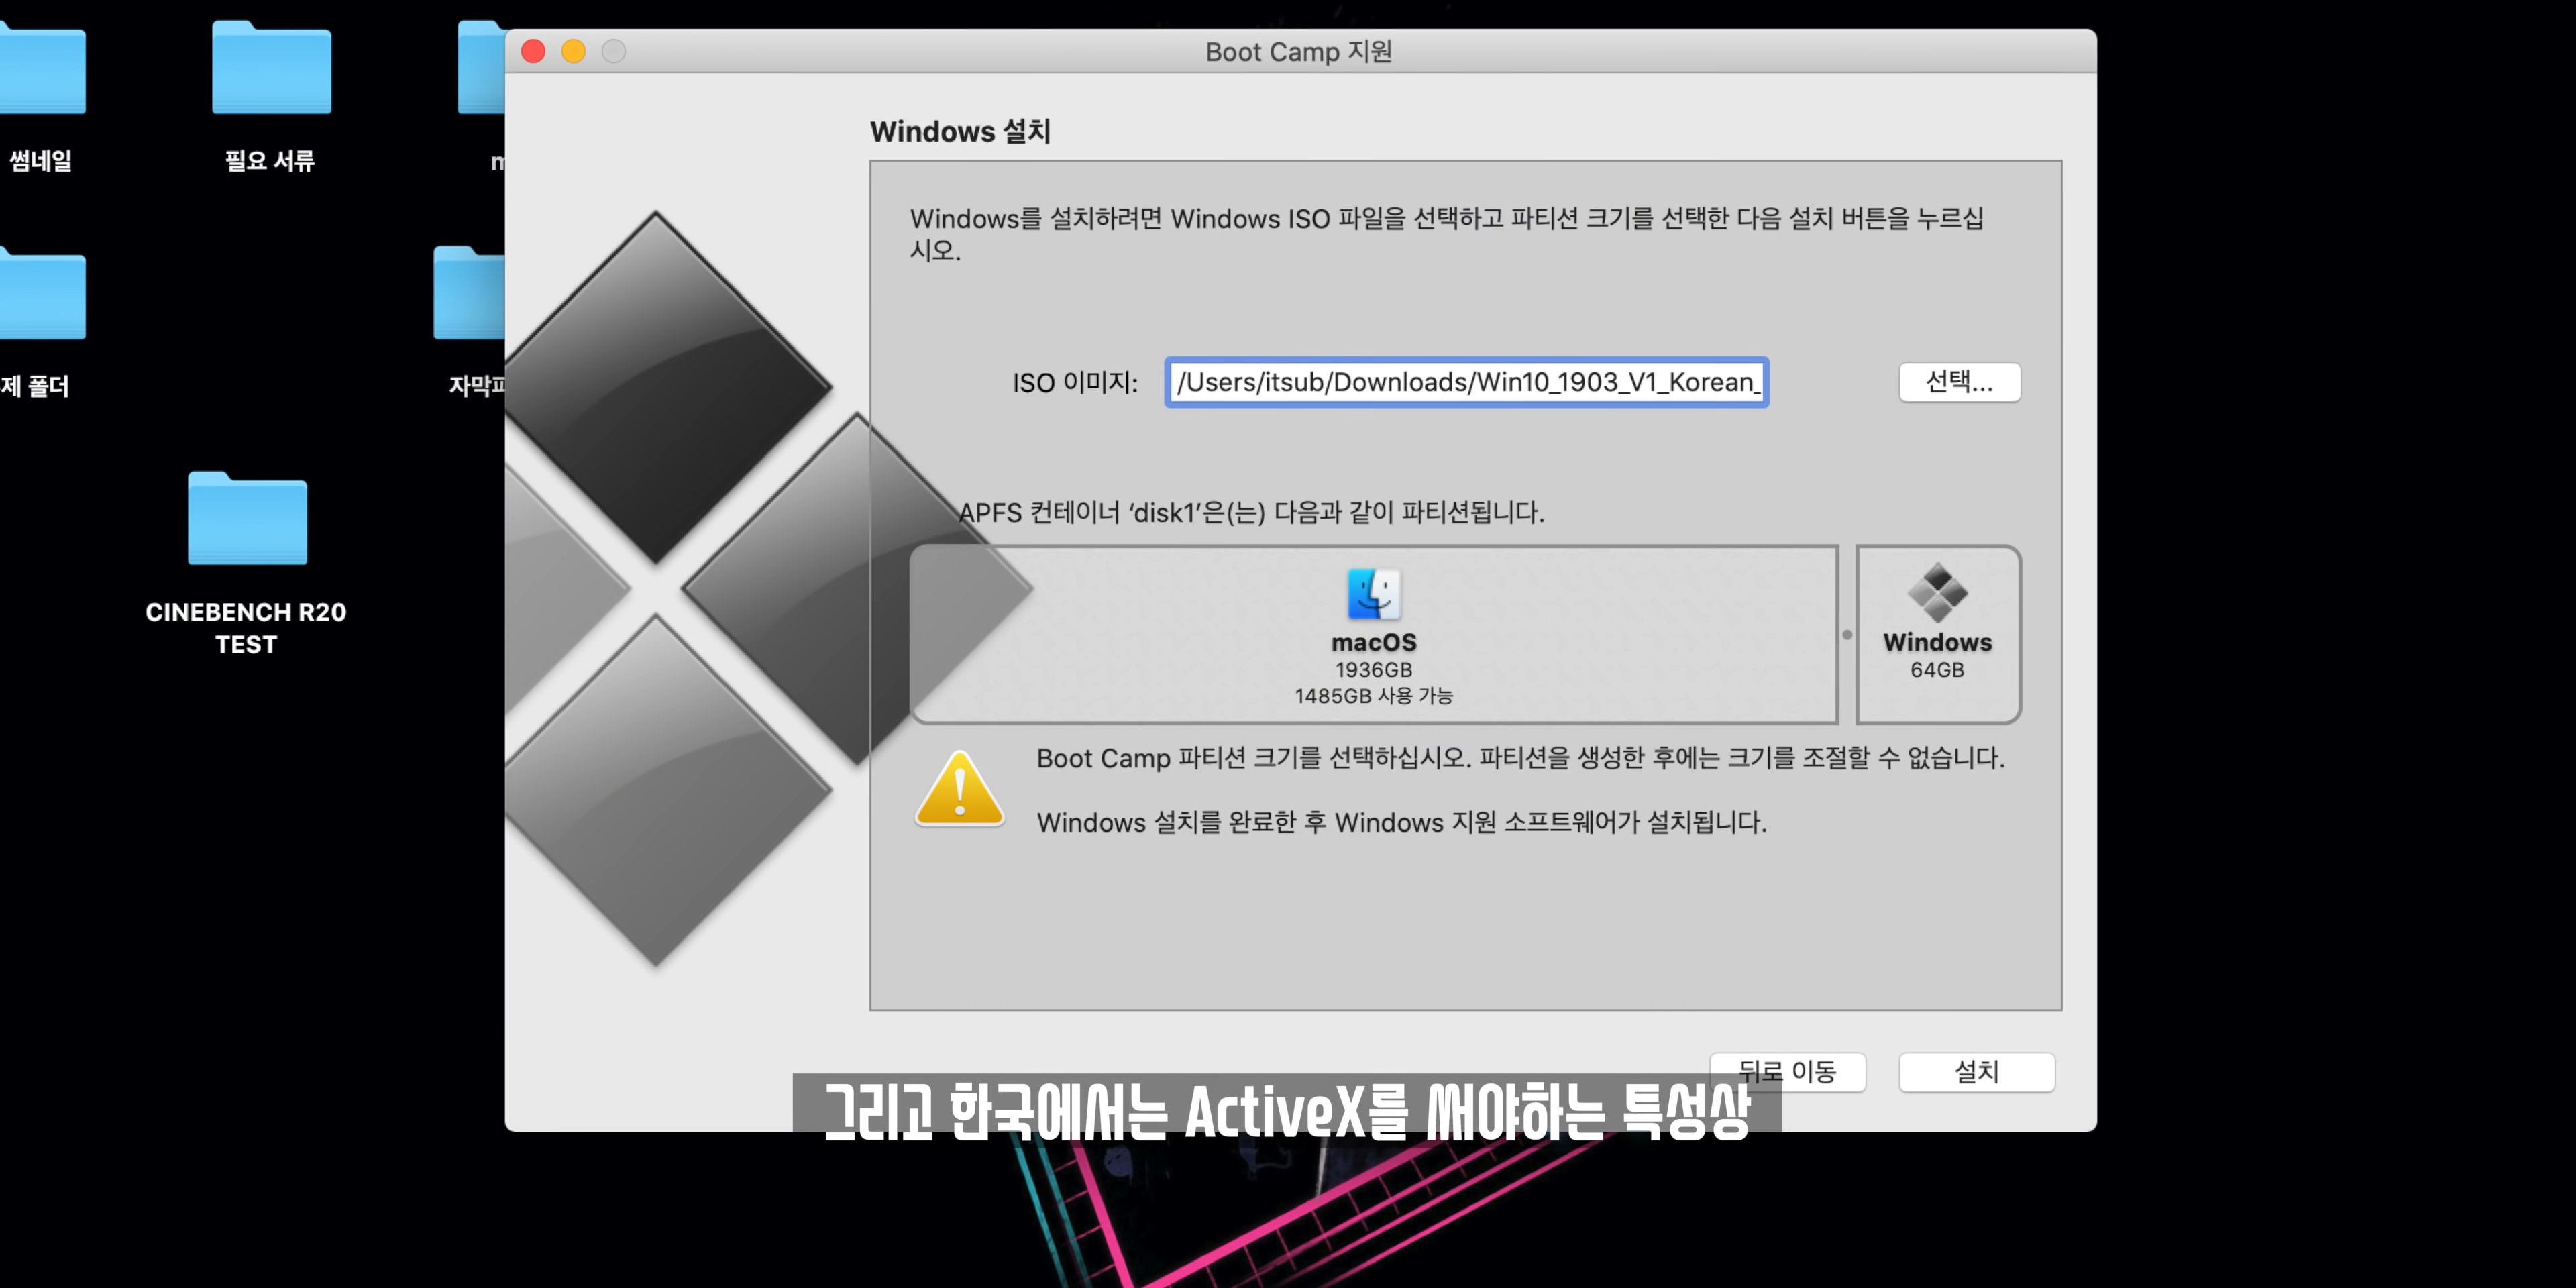 Boot Camp 지원
썸네일
필요 서류
제 폴더
자막파
CINEBENCH R20
TEST
Windows 설치
Windows를 설치하려면 Windows ISO 파일을 선택하고 파티션 크기를 선택한 다음 설치 버튼을 누르십
시오.
ISO 이미지: /Users/itsub/Downloads/Win10_1903_V1_Korean_ 선택...
APFS 컨테이너 ‘disk1’은(는) 다음과 같이 파티션됩니다.
macOS
1936GB
1485GB 사용 가능
Windows
64GB
Boot Camp 파티션 크기를 선택하십시오. 파티션을 생성한 후에는 크기를 조절할 수 없습니다.
Windows 설치를 완료한 후 Windows 지원 소프트웨어가 설치됩니다.
뒤로 이동 설치
그리고 한국에서는 ActiveX를 써야하는 특성상